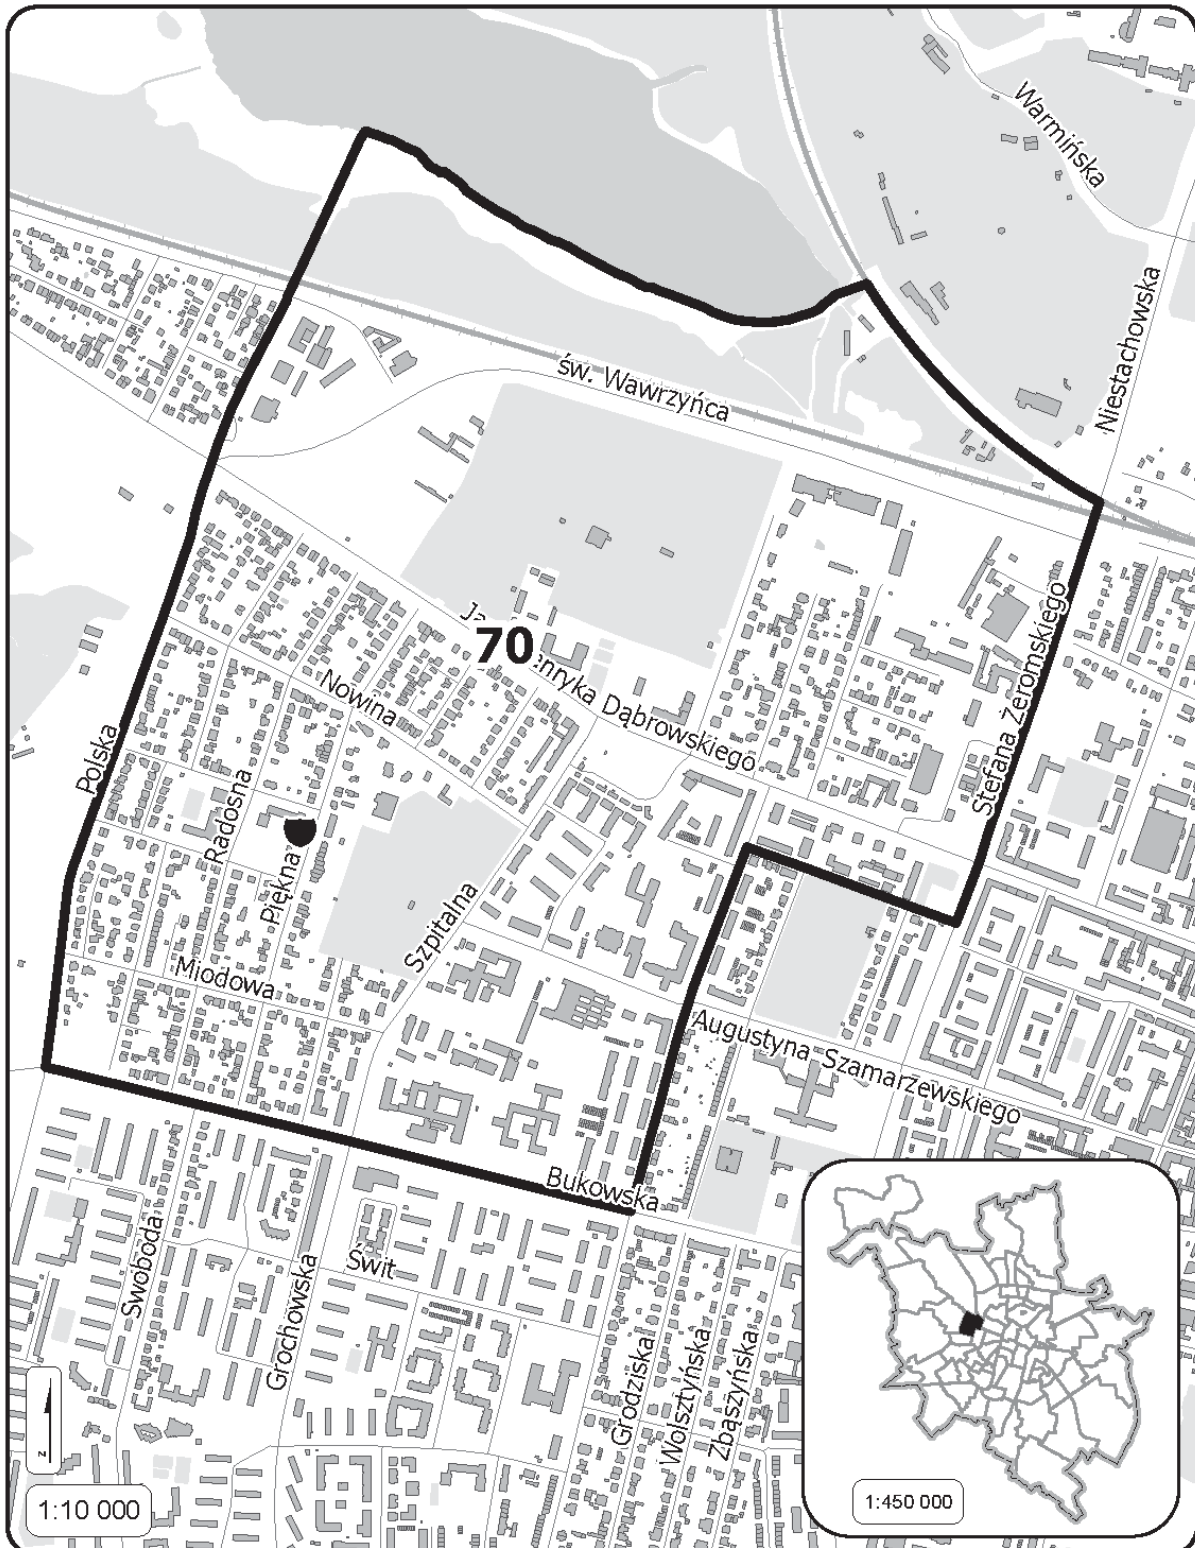 Warmińska
Niestachowska
św. Wawrzyńca
70
Henryka Dąbrowskiego
Nowina
Stefana Żeromskiego
Polska
Radosna
Piękna
Szpitalna
Miodowa
Augustyna Szamarzewskiego
Bukowska
Świt
Swoboda
Grochowska
Grodziska
Wolsztyńska
Zbąszyńska
z
1:10 000
1:450 000